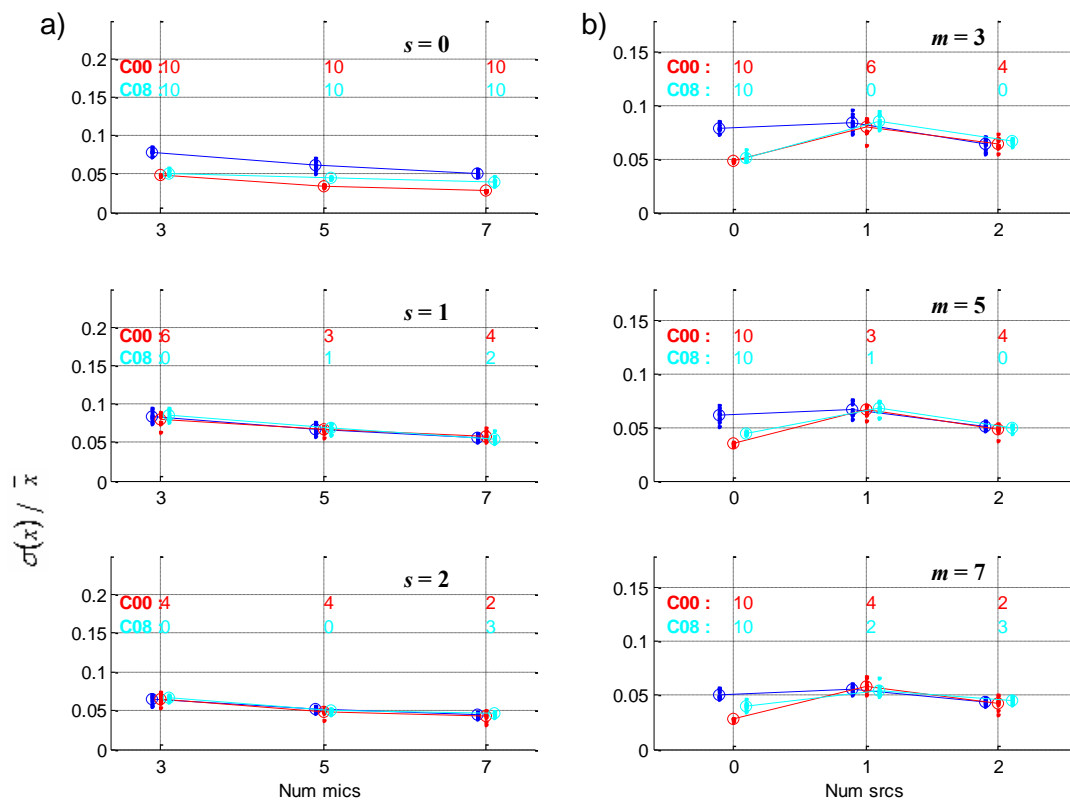 a)
s = 0
0.2
0.15
0.1
0.05
0
C00 : 10 10 10
C08 : 10 10 10
3 5 7
s = 1
0.2
0.15
0.1
0.05
0
C00 : 6 3 4
C08 : 0 1 2
3 5 7
s = 2
0.2
0.15
0.1
0.05
0
C00 : 4 4 2
C08 : 0 0 3
3 5 7
Num mics
σ(x) / x̄
b)
m = 3
0.15
0.1
0.05
0
C00 : 10 6 4
C08 : 10 0 0
0 1 2
m = 5
0.15
0.1
0.05
0
C00 : 10 3 4
C08 : 10 1 0
0 1 2
m = 7
0.15
0.1
0.05
0
C00 : 10 4 2
C08 : 10 2 3
0 1 2
Num srcs